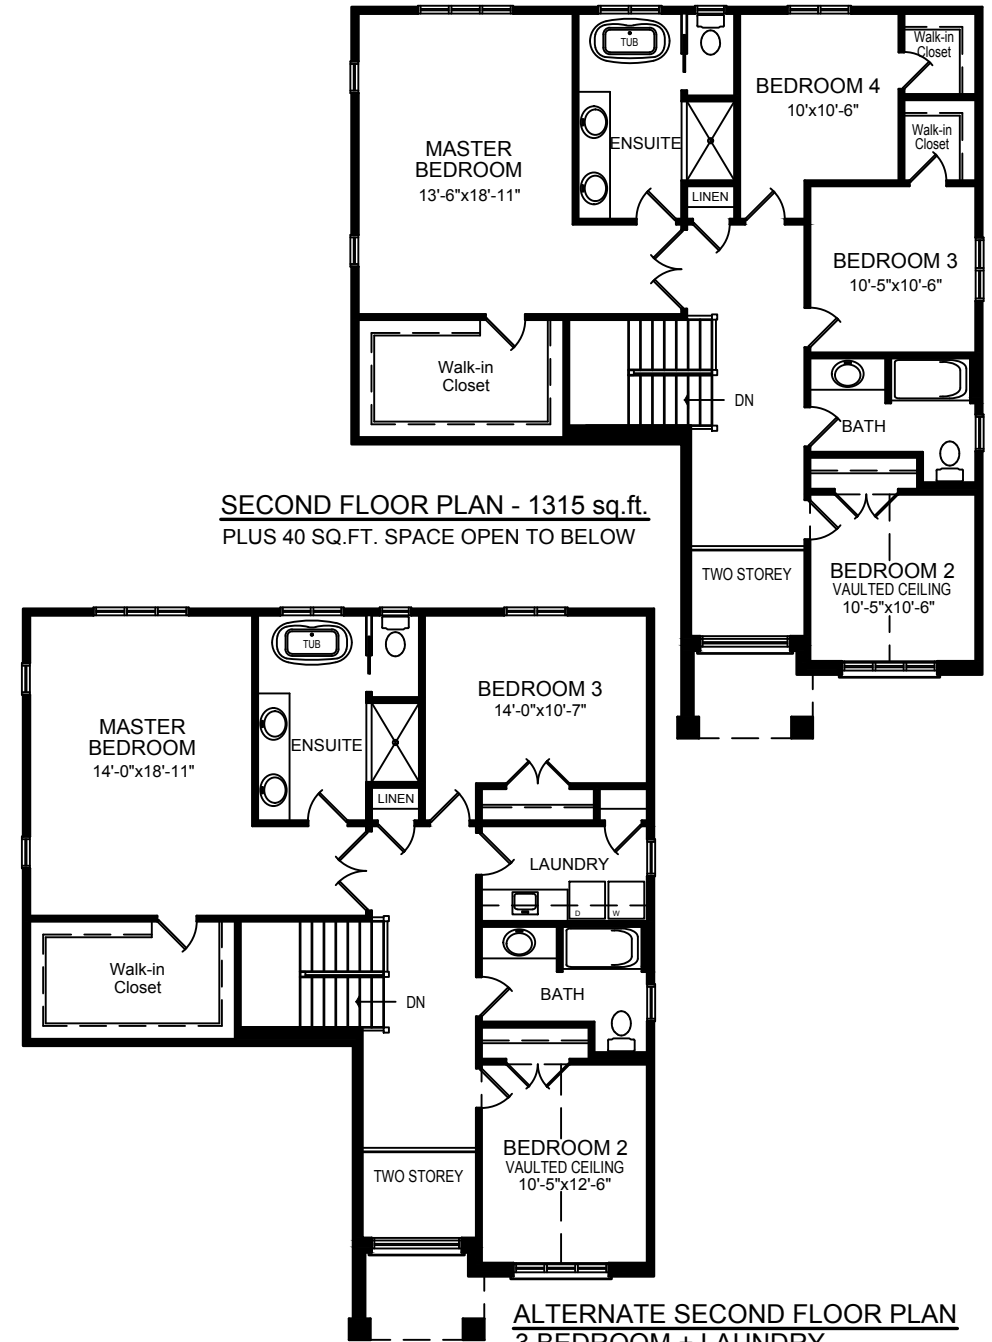 TUB
Walk-in
Closet
BEDROOM 4
10'x10'-6"
ENSUITE
Walk-in
Closet
MASTER
BEDROOM
13'-6"x18'-11"
LINEN
BEDROOM 3
10'-5"x10'-6"
Walk-in
Closet
DN
BATH
SECOND FLOOR PLAN - 1315 sq.ft.
PLUS 40 SQ.FT. SPACE OPEN TO BELOW
TWO STOREY
BEDROOM 2
VAULTED CEILING
10'-5"x10'-6"
TUB
BEDROOM 3
14'-0"x10'-7"
MASTER
BEDROOM
14'-0"x18'-11"
ENSUITE
LINEN
LAUNDRY
D
W
Walk-in
Closet
DN
BATH
BEDROOM 2
VAULTED CEILING
10'-5"x12'-6"
TWO STOREY
ALTERNATE SECOND FLOOR PLAN
3 BEDROOM + LAUNDRY